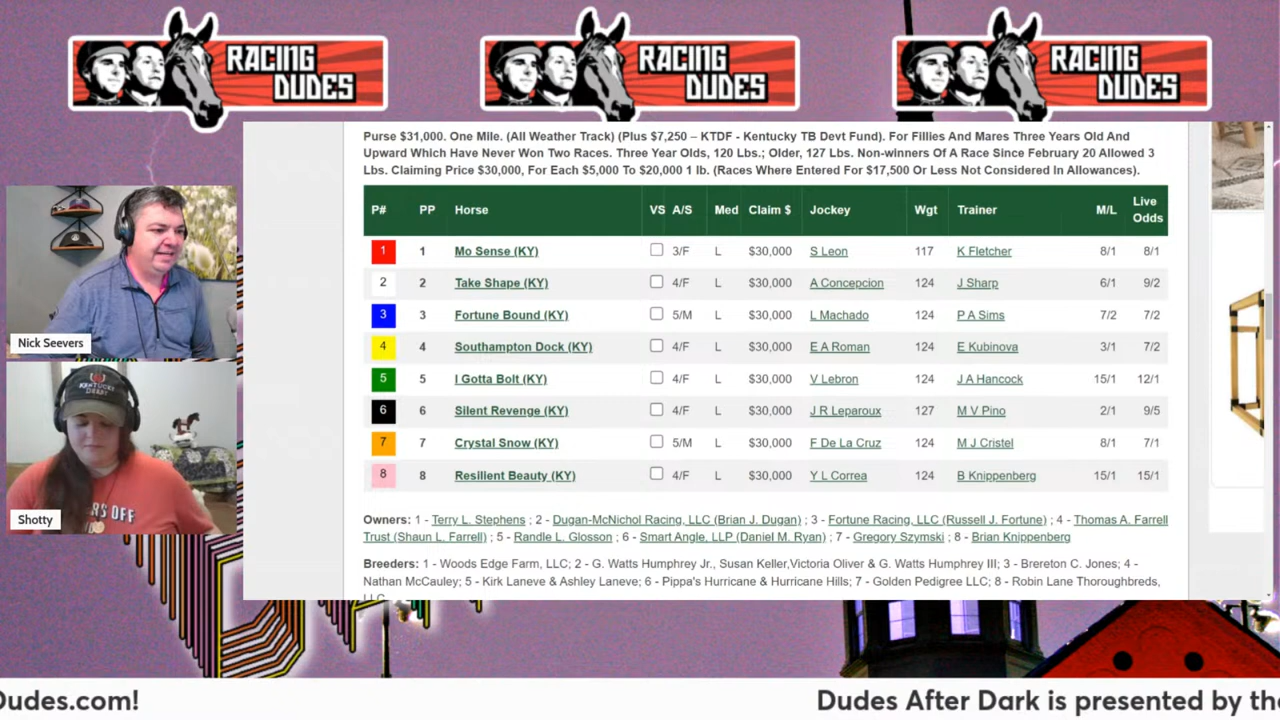 RACING
DUDES
RACING
DUDES
RACING
DUDES
Purse $31,000. One Mile. (All Weather Track) (Plus $7,250 – KTDF - Kentucky TB Devt Fund). For Fillies And Mares Three Years Old And
Upward Which Have Never Won Two Races. Three Year Olds, 120 Lbs.; Older, 127 Lbs. Non-winners Of A Race Since February 20 Allowed 3
Lbs. Claiming Price $30,000, For Each $5,000 To $20,000 1 lb. (Races Where Entered For $17,500 Or Less Not Considered In Allowances).
P# PP Horse VS A/S Med Claim $ Jockey Wgt Trainer M/L Live Odds
1 1 Mo Sense (KY) 3/F L $30,000 S Leon 117 K Fletcher 8/1 8/1
2 2 Take Shape (KY) 4/F L $30,000 A Concepcion 124 J Sharp 6/1 9/2
3 3 Fortune Bound (KY) 5/M L $30,000 L Machado 124 P A Sims 7/2 7/2
4 4 Southampton Dock (KY) 4/F L $30,000 E A Roman 124 E Kubinova 3/1 7/2
5 5 I Gotta Bolt (KY) 4/F L $30,000 V Lebron 124 J A Hancock 15/1 12/1
6 6 Silent Revenge (KY) 4/F L $30,000 J R Leparoux 127 M V Pino 2/1 9/5
7 7 Crystal Snow (KY) 5/M L $30,000 F De La Cruz 124 M J Cristel 8/1 7/1
8 8 Resilient Beauty (KY) 4/F L $30,000 Y L Correa 124 B Knippenberg 15/1 15/1
Owners: 1 - Terry L. Stephens ; 2 - Dugan-McNichol Racing, LLC (Brian J. Dugan) ; 3 - Fortune Racing, LLC (Russell J. Fortune) ; 4 - Thomas A. Farrell
Trust (Shaun L. Farrell) ; 5 - Randle L. Glosson ; 6 - Smart Angle, LLP (Daniel M. Ryan) ; 7 - Gregory Szymski ; 8 - Brian Knippenberg
Breeders: 1 - Woods Edge Farm, LLC; 2 - G. Watts Humphrey Jr., Susan Keller,Victoria Oliver & G. Watts Humphrey III; 3 - Brereton C. Jones; 4 -
Nathan McCauley; 5 - Kirk Laneve & Ashley Laneve; 6 - Pippa's Hurricane & Hurricane Hills; 7 - Golden Pedigree LLC; 8 - Robin Lane Thoroughbreds,
LLC
Nick Seevers
KENTUCKY
DERBY
RS OFF
Shotty
Dudes.com!
Dudes After Dark is presented by the